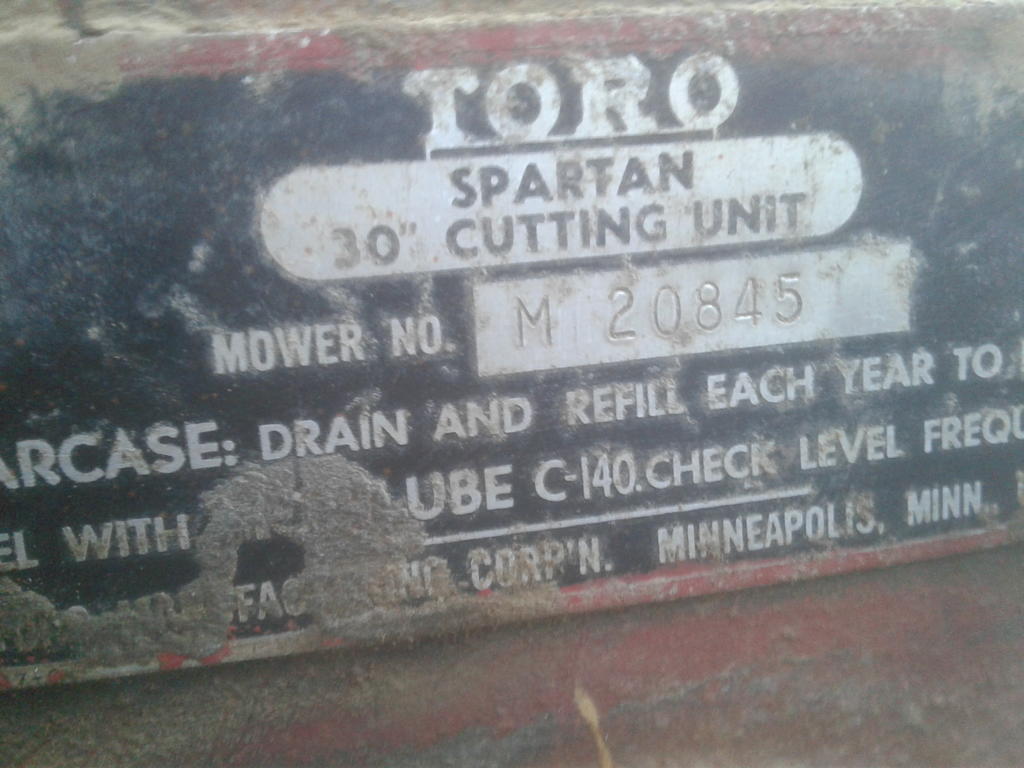 TORO
SPARTAN
30" CUTTING UNIT
MOWER NO. M 20845
ARCASE: DRAIN AND REFILL EACH YEAR TO
EL WITH UBE C-140. CHECK LEVEL FREQU
FAC ING CORP'N. MINNEAPOLIS, MINN.,